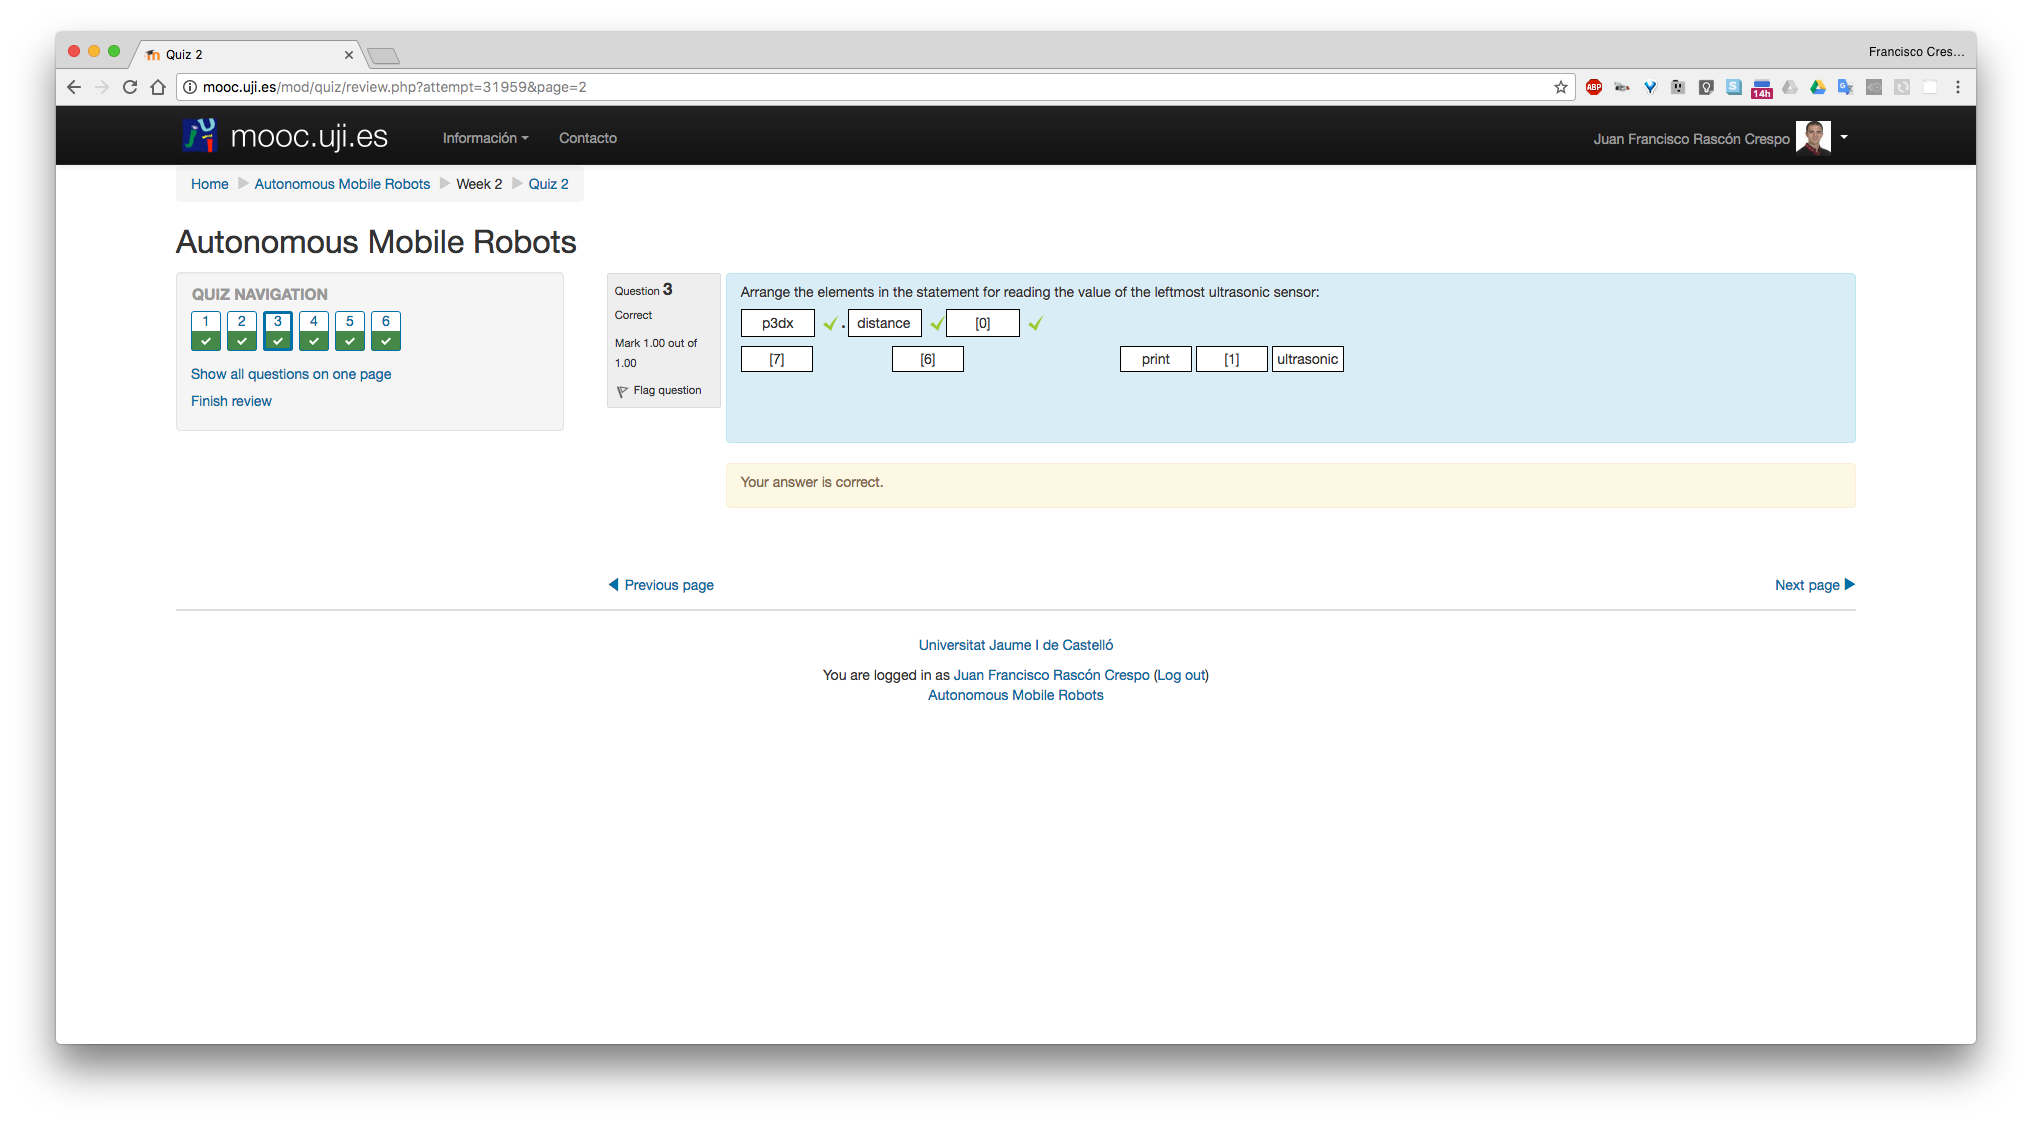 Quiz 2
Francisco Cres...
mooc.uji.es/mod/quiz/review.php?attempt=31959&page=2
ABP
S
14h
mooc.uji.es
Información
Contacto
Juan Francisco Rascón Crespo
Home Autonomous Mobile Robots Week 2 Quiz 2
Autonomous Mobile Robots
QUIZ NAVIGATION
1 2 3 4 5 6
Show all questions on one page
Finish review
Question 3
Correct
Mark 1.00 out of
1.00
Flag question
Arrange the elements in the statement for reading the value of the leftmost ultrasonic sensor:
p3dx . distance [0]
[7] [6] print [1] ultrasonic
Your answer is correct.
Previous page
Next page
Universitat Jaume I de Castelló
You are logged in as Juan Francisco Rascón Crespo (Log out)
Autonomous Mobile Robots